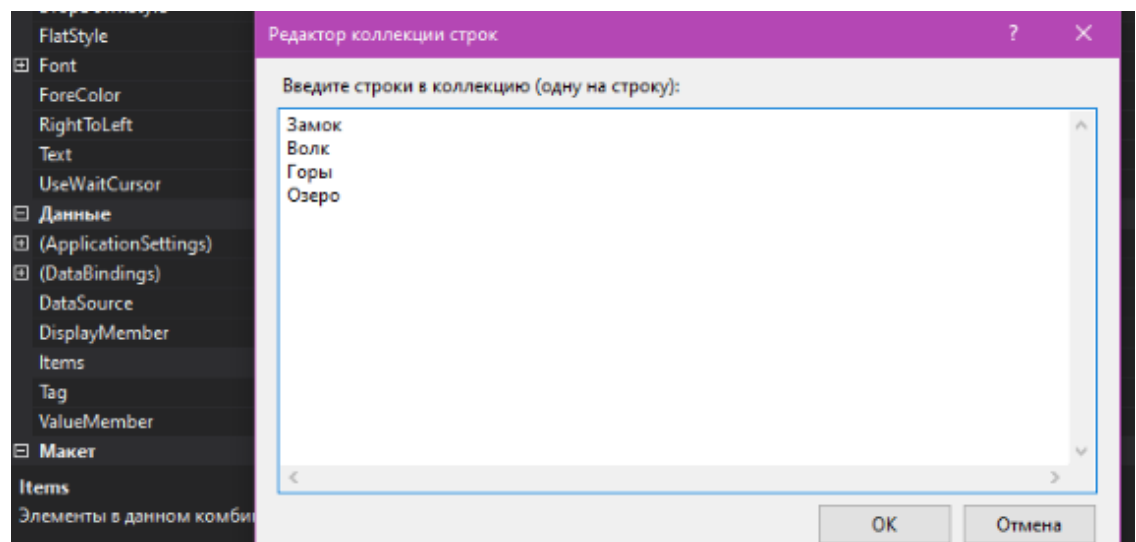 FlatStyle
Font
ForeColor
RightToLeft
Text
UseWaitCursor
Данные
(ApplicationSettings)
(DataBindings)
DataSource
DisplayMember
Items
Tag
ValueMember
Макет
Items
Элементы в данном комби
Редактор коллекции строк
Введите строки в коллекцию (одну на строку):
Замок
Волк
Горы
Озеро
OK
Отмена